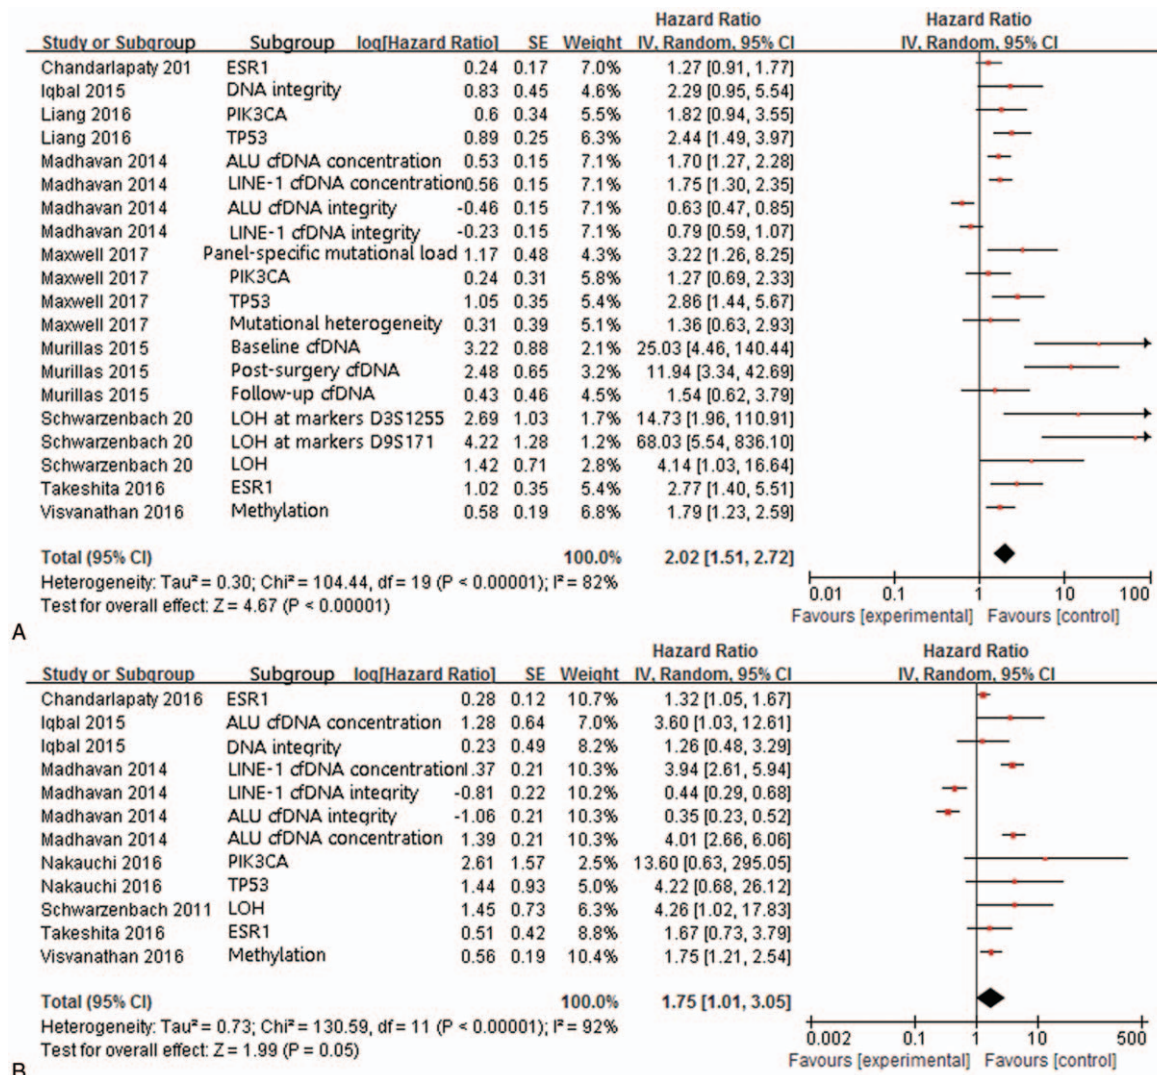 Hazard Ratio Hazard Ratio
Study or Subgroup Subgroup log[Hazard Ratio] SE Weight IV, Random, 95% CI IV, Random, 95% CI
Chandarlapaty 201 ESR1 0.24 0.17 7.0% 1.27 [0.91, 1.77]
Iqbal 2015 DNA integrity 0.83 0.45 4.6% 2.29 [0.95, 5.54]
Liang 2016 PIK3CA 0.6 0.34 5.5% 1.82 [0.94, 3.55]
Liang 2016 TP53 0.89 0.25 6.3% 2.44 [1.49, 3.97]
Madhavan 2014 ALU cfDNA concentration 0.53 0.15 7.1% 1.70 [1.27, 2.28]
Madhavan 2014 LINE-1 cfDNA concentration 0.56 0.15 7.1% 1.75 [1.30, 2.35]
Madhavan 2014 ALU cfDNA integrity -0.46 0.15 7.1% 0.63 [0.47, 0.85]
Madhavan 2014 LINE-1 cfDNA integrity -0.23 0.15 7.1% 0.79 [0.59, 1.07]
Maxwell 2017 Panel-specific mutational load 1.17 0.48 4.3% 3.22 [1.26, 8.25]
Maxwell 2017 PIK3CA 0.24 0.31 5.8% 1.27 [0.69, 2.33]
Maxwell 2017 TP53 1.05 0.35 5.4% 2.86 [1.44, 5.67]
Maxwell 2017 Mutational heterogeneity 0.31 0.39 5.1% 1.36 [0.63, 2.93]
Murillas 2015 Baseline cfDNA 3.22 0.88 2.1% 25.03 [4.46, 140.44]
Murillas 2015 Post-surgery cfDNA 2.48 0.65 3.2% 11.94 [3.34, 42.69]
Murillas 2015 Follow-up cfDNA 0.43 0.46 4.5% 1.54 [0.62, 3.79]
Schwarzenbach 20 LOH at markers D3S1255 2.69 1.03 1.7% 14.73 [1.96, 110.91]
Schwarzenbach 20 LOH at markers D9S171 4.22 1.28 1.2% 68.03 [5.54, 836.10]
Schwarzenbach 20 LOH 1.42 0.71 2.8% 4.14 [1.03, 16.64]
Takeshita 2016 ESR1 1.02 0.35 5.4% 2.77 [1.40, 5.51]
Visvanathan 2016 Methylation 0.58 0.19 6.8% 1.79 [1.23, 2.59]
Total (95% CI) 100.0% 2.02 [1.51, 2.72]
Heterogeneity: Tau² = 0.30; Chi² = 104.44, df = 19 (P < 0.00001); I² = 82%
Test for overall effect: Z = 4.67 (P < 0.00001)
0.01 0.1 1 10 100
Favours [experimental] Favours [control]
A
Hazard Ratio Hazard Ratio
Study or Subgroup Subgroup log[Hazard Ratio] SE Weight IV, Random, 95% CI IV, Random, 95% CI
Chandarlapaty 2016 ESR1 0.28 0.12 10.7% 1.32 [1.05, 1.67]
Iqbal 2015 ALU cfDNA concentration 1.28 0.64 7.0% 3.60 [1.03, 12.61]
Iqbal 2015 DNA integrity 0.23 0.49 8.2% 1.26 [0.48, 3.29]
Madhavan 2014 LINE-1 cfDNA concentration 1.37 0.21 10.3% 3.94 [2.61, 5.94]
Madhavan 2014 LINE-1 cfDNA integrity -0.81 0.22 10.2% 0.44 [0.29, 0.68]
Madhavan 2014 ALU cfDNA integrity -1.06 0.21 10.3% 0.35 [0.23, 0.52]
Madhavan 2014 ALU cfDNA concentration 1.39 0.21 10.3% 4.01 [2.66, 6.06]
Nakauchi 2016 PIK3CA 2.61 1.57 2.5% 13.60 [0.63, 295.05]
Nakauchi 2016 TP53 1.44 0.93 5.0% 4.22 [0.68, 26.12]
Schwarzenbach 2011 LOH 1.45 0.73 6.3% 4.26 [1.02, 17.83]
Takeshita 2016 ESR1 0.51 0.42 8.8% 1.67 [0.73, 3.79]
Visvanathan 2016 Methylation 0.56 0.19 10.4% 1.75 [1.21, 2.54]
Total (95% CI) 100.0% 1.75 [1.01, 3.05]
Heterogeneity: Tau² = 0.73; Chi² = 130.59, df = 11 (P < 0.00001); I² = 92%
Test for overall effect: Z = 1.99 (P = 0.05)
0.002 0.1 1 10 500
Favours [experimental] Favours [control]
B